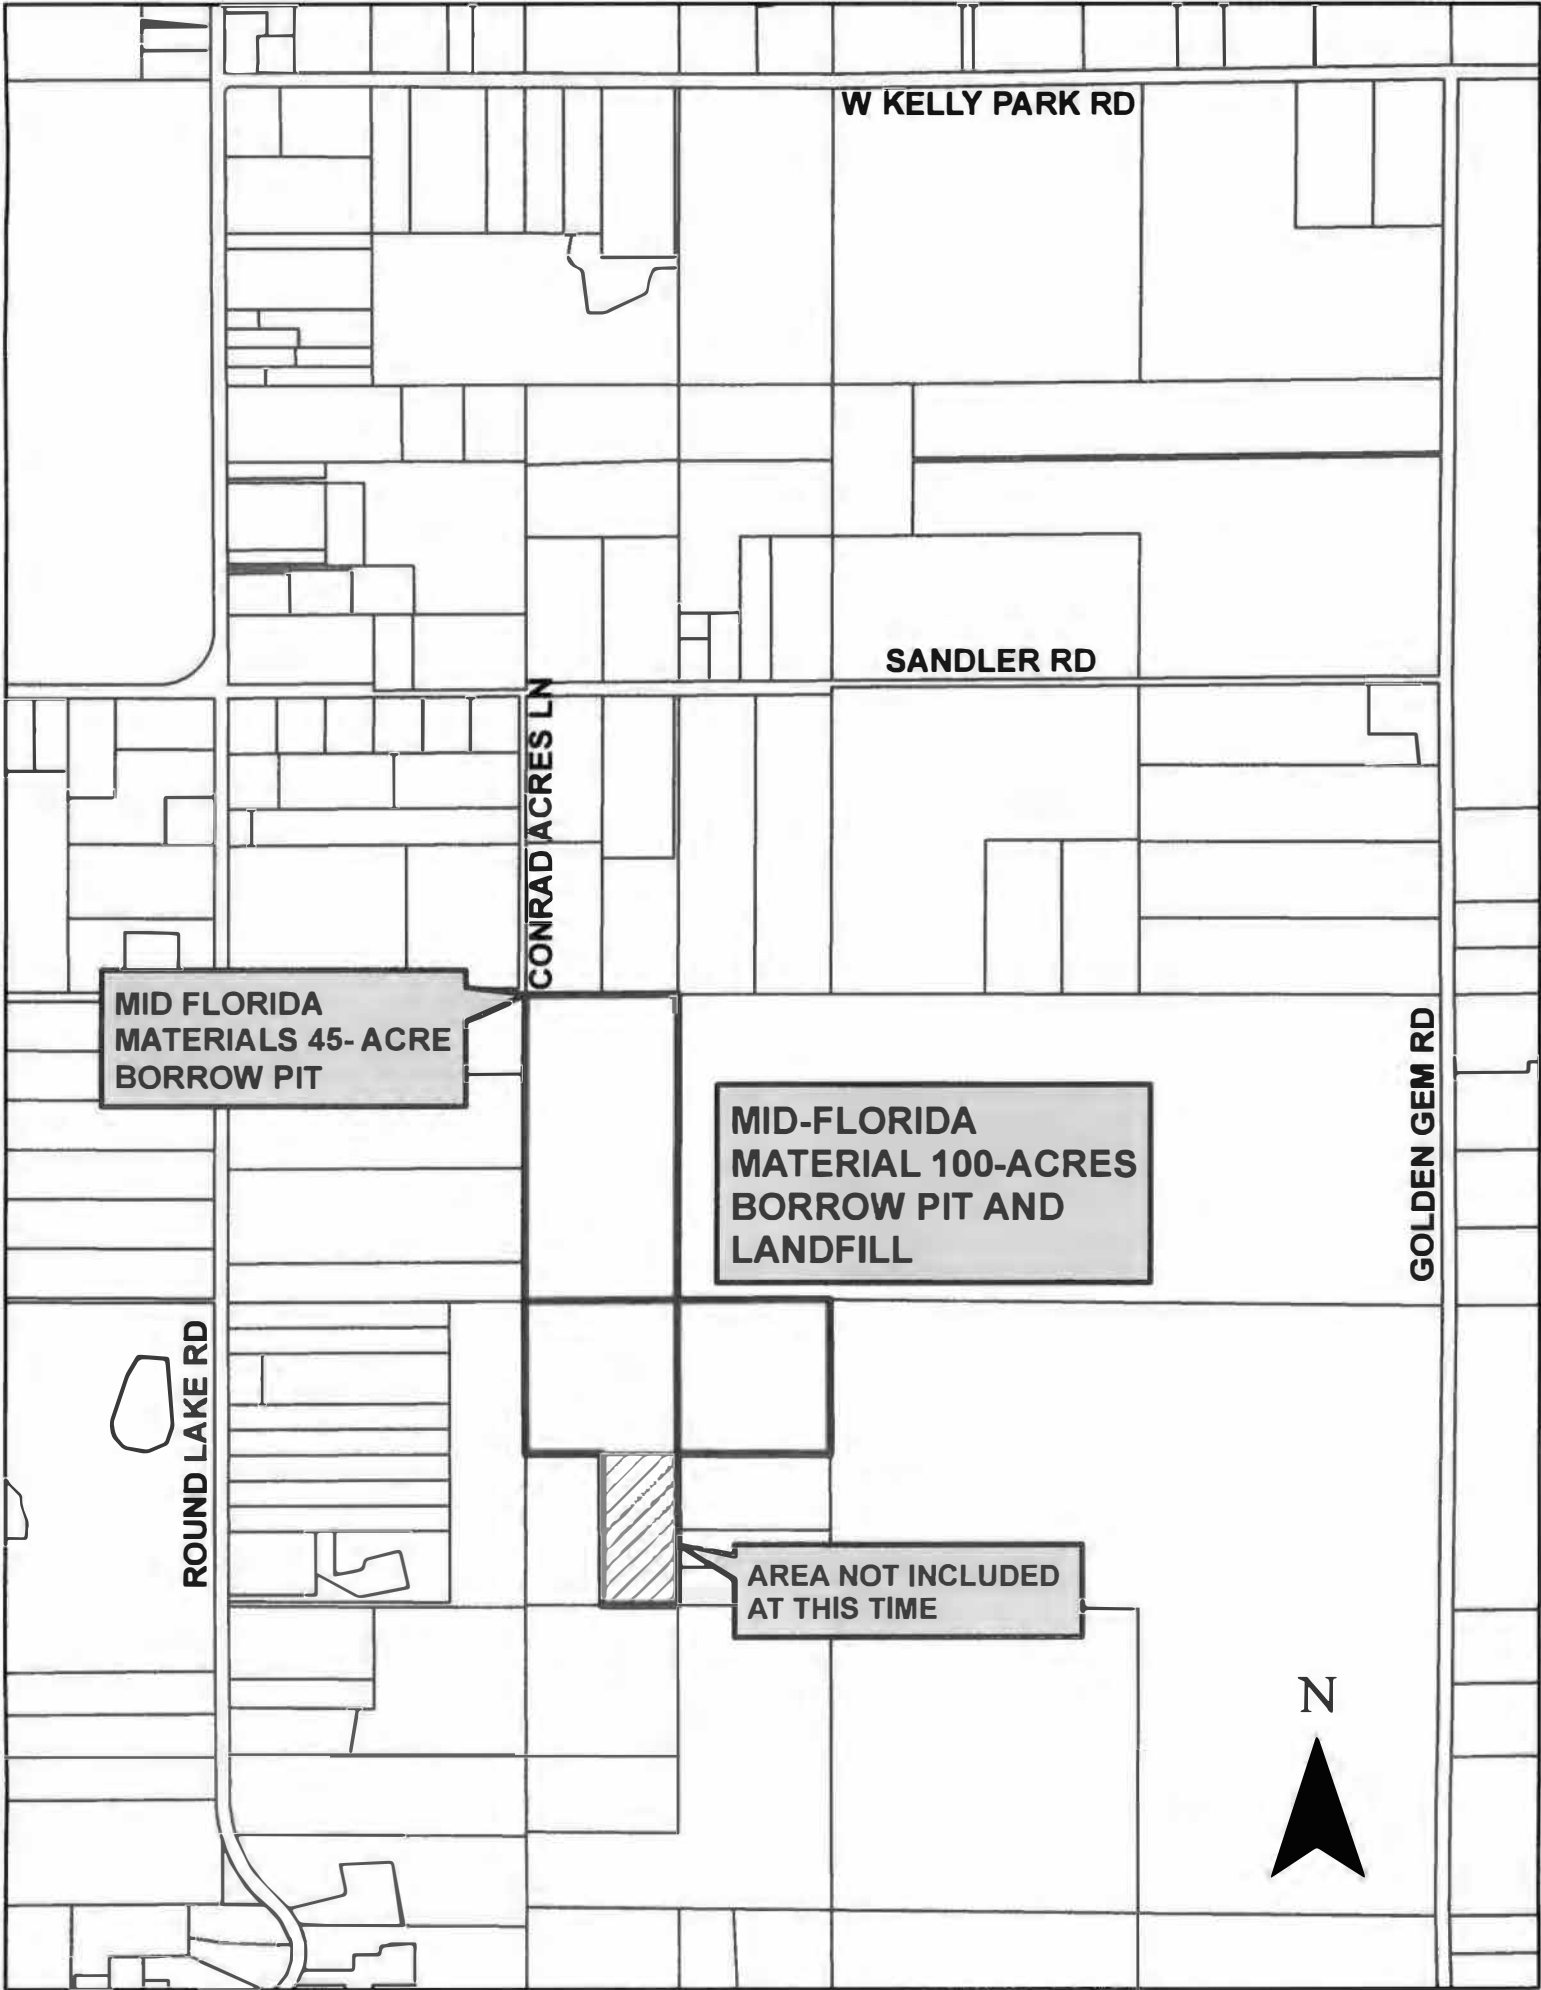 W KELLY PARK RD
SANDLER RD
CONRAD ACRES LN
MID FLORIDA
MATERIALS 45- ACRE
BORROW PIT
MID-FLORIDA
MATERIAL 100-ACRES
BORROW PIT AND
LANDFILL
GOLDEN GEM RD
ROUND LAKE RD
AREA NOT INCLUDED
AT THIS TIME
N